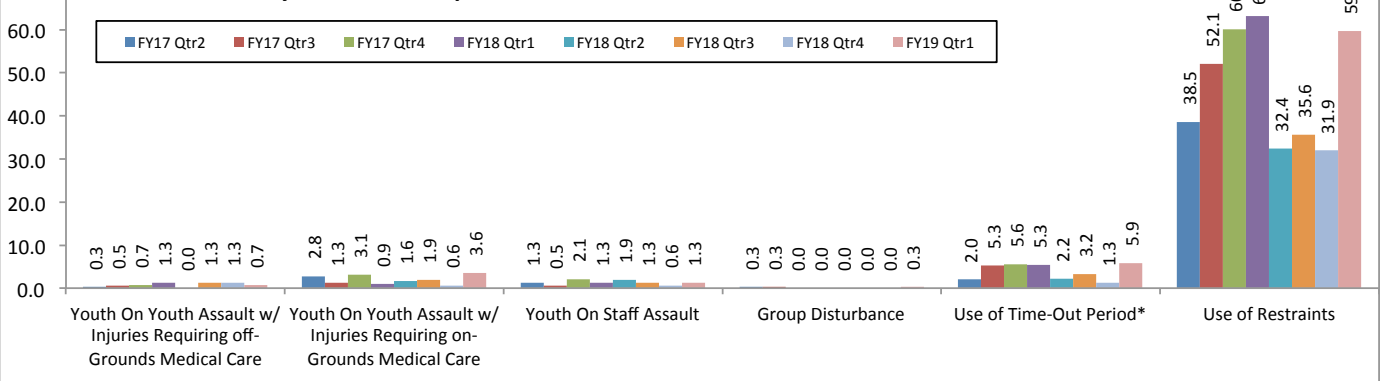 60.0
50.0
40.0
30.0
20.0
10.0
0.0
FY17 Qtr2 FY17 Qtr3 FY17 Qtr4 FY18 Qtr1 FY18 Qtr2 FY18 Qtr3 FY18 Qtr4 FY19 Qtr1
0.3 0.5 0.7 1.3 0.0 1.3 1.3 0.7
2.8 1.3 3.1 0.9 1.6 1.9 0.6 3.6
1.3 0.5 2.1 1.3 1.9 1.3 0.6 1.3
0.3 0.3 0.0 0.0 0.0 0.0 0.0 0.3
2.0 5.3 5.6 5.3 2.2 3.2 1.3 5.9
38.5 52.1 32.4 35.6 31.9
Youth On Youth Assault w/
Injuries Requiring off-
Grounds Medical Care
Youth On Youth Assault w/
Injuries Requiring on-
Grounds Medical Care
Youth On Staff Assault
Group Disturbance
Use of Time-Out Period*
Use of Restraints